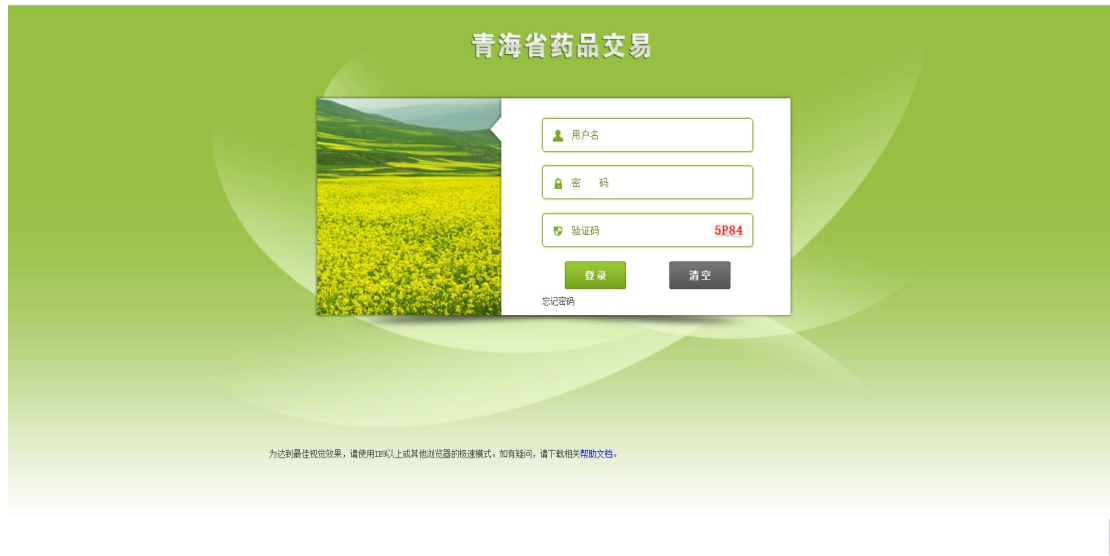 青海省药品交易
用户名
密 码
验证码 5P84
登录 清空
忘记密码
为达到最佳视觉效果，请使用IE9以上或其他浏览器的极速模式。如有疑问，请下载相关帮助文档。